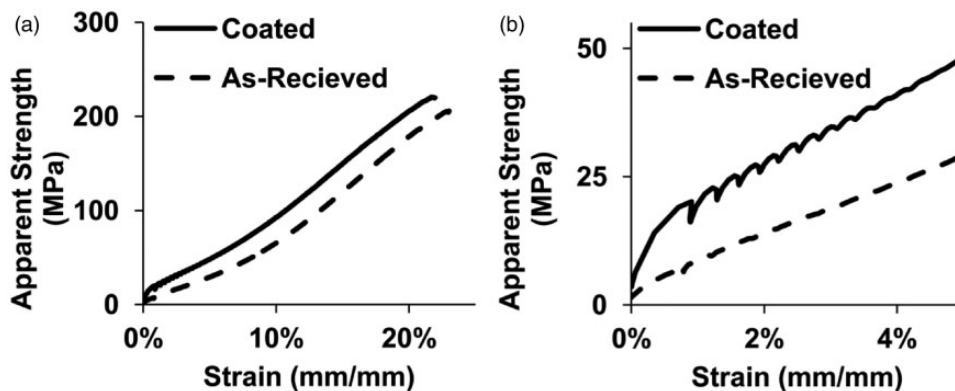 (a)
300
200
100
0
Apparent Strength
(MPa)
Coated
As-Recieved
0%
10%
20%
Strain (mm/mm)
(b)
50
25
0
Apparent Strength
(MPa)
Coated
As-Recieved
0%
2%
4%
Strain (mm/mm)